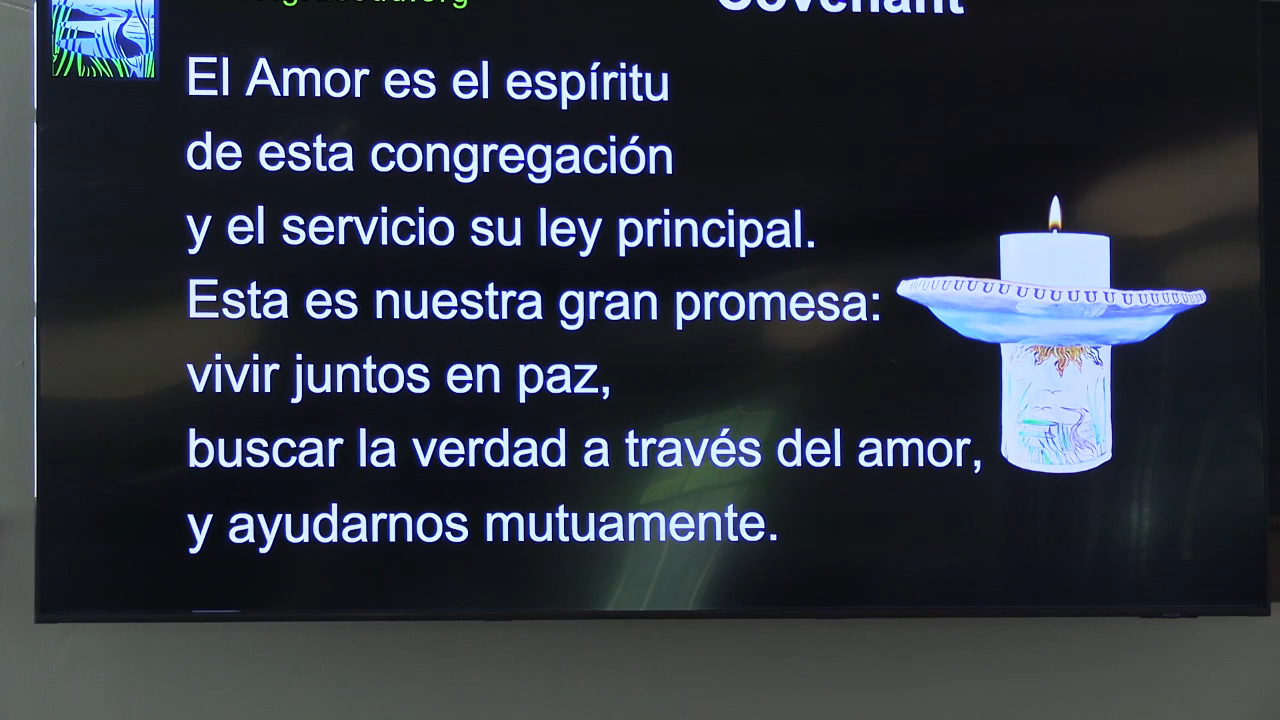 Covenant
El Amor es el espíritu
de esta congregación
y el servicio su ley principal.
Esta es nuestra gran promesa:
vivir juntos en paz,
buscar la verdad a través del amor,
y ayudarnos mutuamente.